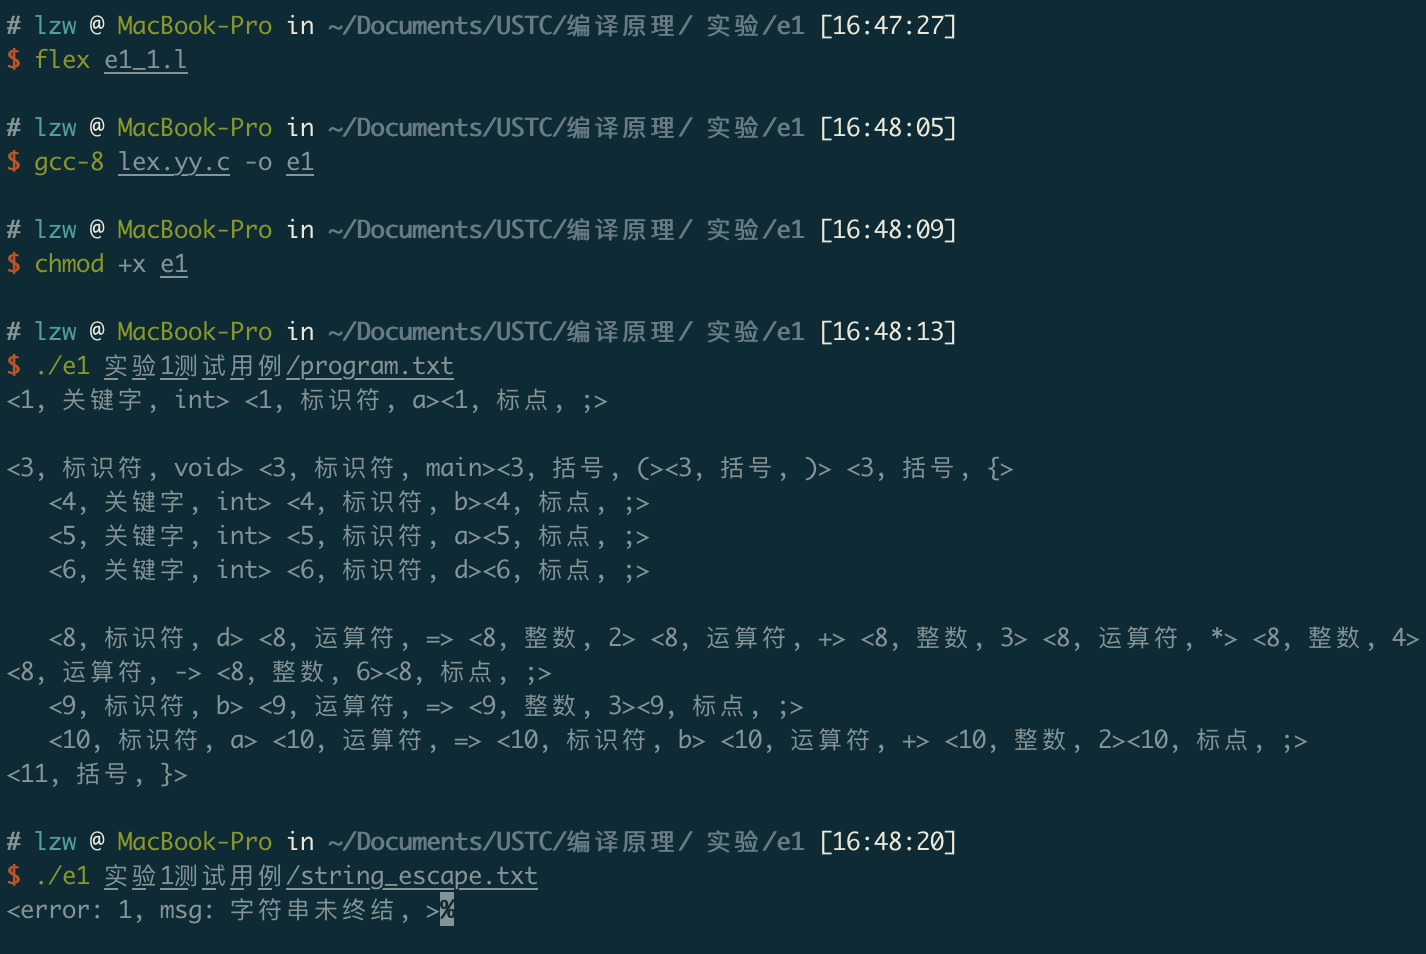 # lzw @ MacBook-Pro in ~/Documents/USTC/编译原理/ 实验/e1 [16:47:27]
$ flex e1_1.l
# lzw @ MacBook-Pro in ~/Documents/USTC/编译原理/ 实验/e1 [16:48:05]
$ gcc-8 lex.yy.c -o e1
# lzw @ MacBook-Pro in ~/Documents/USTC/编译原理/ 实验/e1 [16:48:09]
$ chmod +x e1
# lzw @ MacBook-Pro in ~/Documents/USTC/编译原理/ 实验/e1 [16:48:13]
$ ./e1 实验1测试用例/program.txt
<1, 关键字, int> <1, 标识符, a><1, 标点, ;>
<3, 标识符, void> <3, 标识符, main><3, 括号, (><3, 括号, )> <3, 括号, {>
<4, 关键字, int> <4, 标识符, b><4, 标点, ;>
<5, 关键字, int> <5, 标识符, a><5, 标点, ;>
<6, 关键字, int> <6, 标识符, d><6, 标点, ;>
<8, 标识符, d> <8, 运算符, => <8, 整数, 2> <8, 运算符, +> <8, 整数, 3> <8, 运算符, *> <8, 整数, 4>
<8, 运算符, -> <8, 整数, 6><8, 标点, ;>
<9, 标识符, b> <9, 运算符, => <9, 整数, 3><9, 标点, ;>
<10, 标识符, a> <10, 运算符, => <10, 标识符, b> <10, 运算符, +> <10, 整数, 2><10, 标点, ;>
<11, 括号, }>
# lzw @ MacBook-Pro in ~/Documents/USTC/编译原理/ 实验/e1 [16:48:20]
$ ./e1 实验1测试用例/string_escape.txt
<error: 1, msg: 字符串未终结, >%